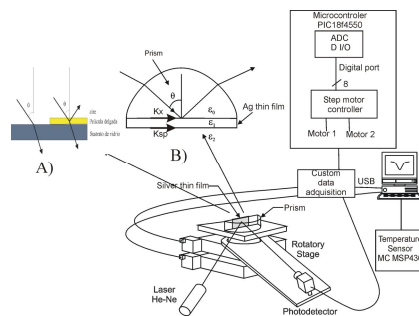 Microcontroler
PIC18f4550
ADC
D I/O
Digital port
8
Step motor
controller
Motor 1
Motor 2
Prism
θ
Kx
Ksp
ε₀
ε₁
ε₂
Ag thin film
θ
θ
aire
Película delgada
Sustrato de vidrio
A)
B)
Custom
data
adquisition
USB
Silver thin film
Prism
Rotatory
Stage
Temperature
Sensor
MC MSP430
Laser
He-Ne
Photodetector